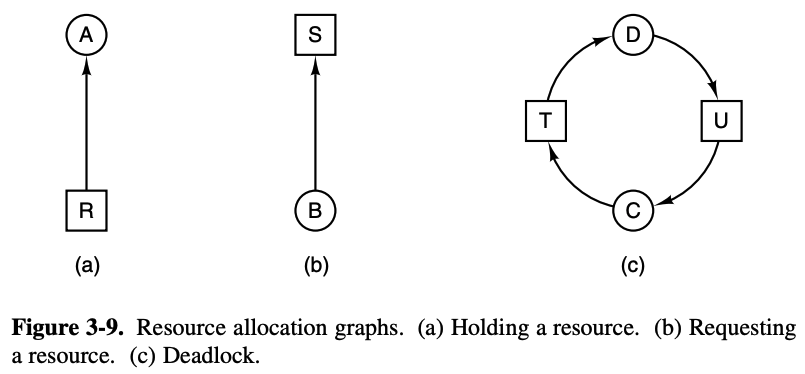 A
S
D
T
U
R
B
C
(a)
(b)
(c)
Figure 3-9. Resource allocation graphs. (a) Holding a resource. (b) Requesting
a resource. (c) Deadlock.